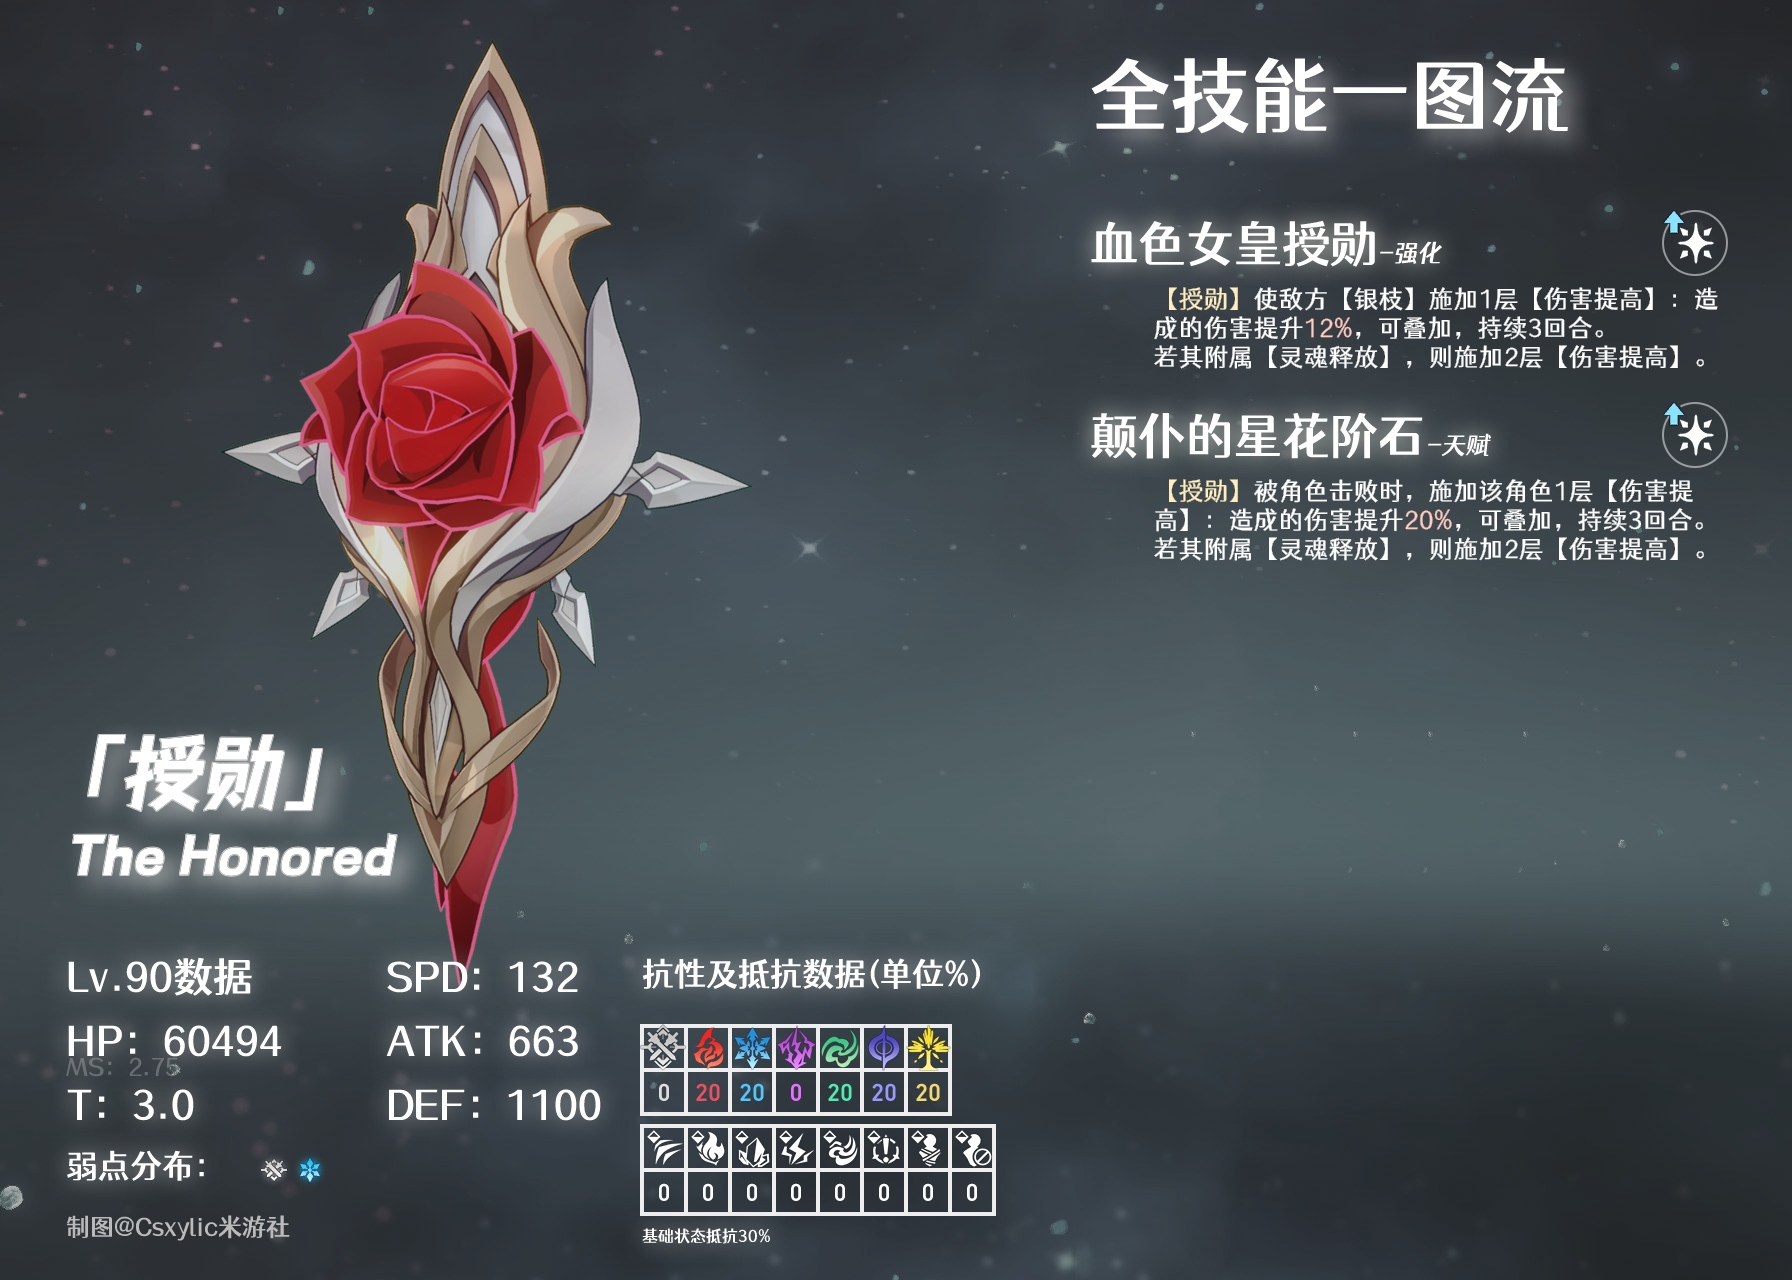 全技能一图流
血色女皇授勋-强化
【授勋】使敌方【银枝】施加1层【伤害提高】：造
成的伤害提升12%，可叠加，持续3回合。
若其附属【灵魂释放】，则施加2层【伤害提高】。
颠仆的星花阶石-天赋
【授勋】被角色击败时，施加该角色1层【伤害提
高】：造成的伤害提升20%，可叠加，持续3回合。
若其附属【灵魂释放】，则施加2层【伤害提高】。
「授勋」
The Honored
Lv.90数据
SPD：132
HP：60494
ATK：663
MS：2.75
T：3.0
DEF：1100
弱点分布：
制图@Csxylic米游社
抗性及抵抗数据(单位%)
0 20 20 0 20 20 20
0 0 0 0 0 0 0 0
基础状态抵抗30%